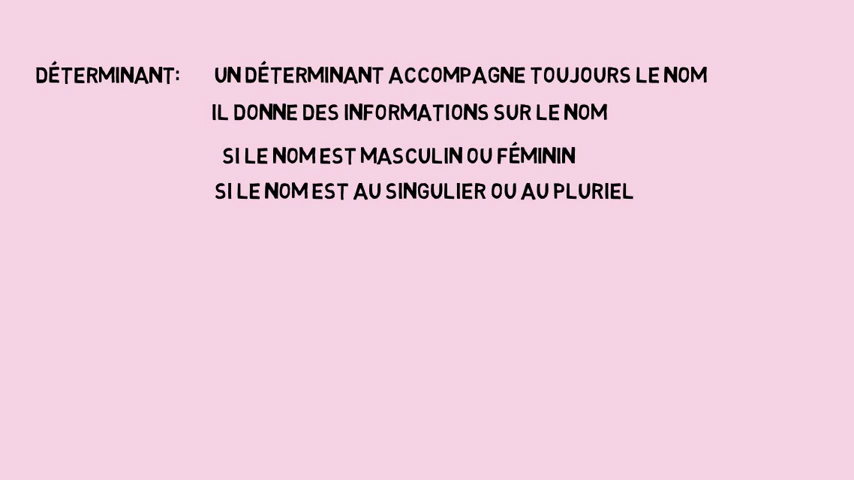 DÉTERMINANT: UN DÉTERMINANT ACCOMPAGNE TOUJOURS LE NOM
IL DONNE DES INFORMATIONS SUR LE NOM
SI LE NOM EST MASCULIN OU FÉMININ
SI LE NOM EST AU SINGULIER OU AU PLURIEL